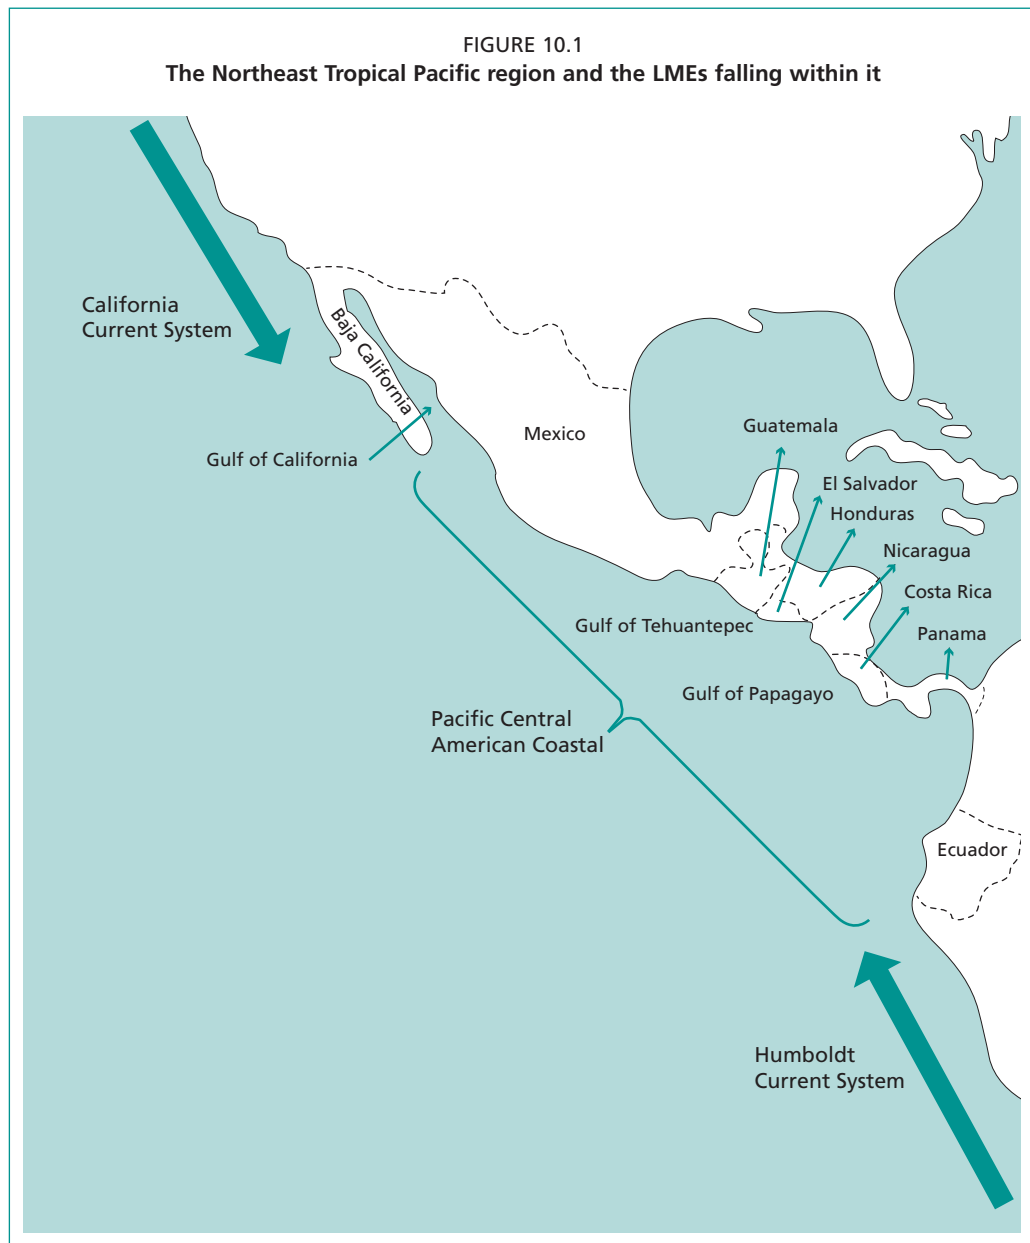 FIGURE 10.1
The Northeast Tropical Pacific region and the LMEs falling within it
California
Current System
Baja California
Gulf of California
Mexico
Guatemala
El Salvador
Honduras
Nicaragua
Costa Rica
Panama
Gulf of Tehuantepec
Gulf of Papagayo
Pacific Central
American Coastal
Ecuador
Humboldt
Current System